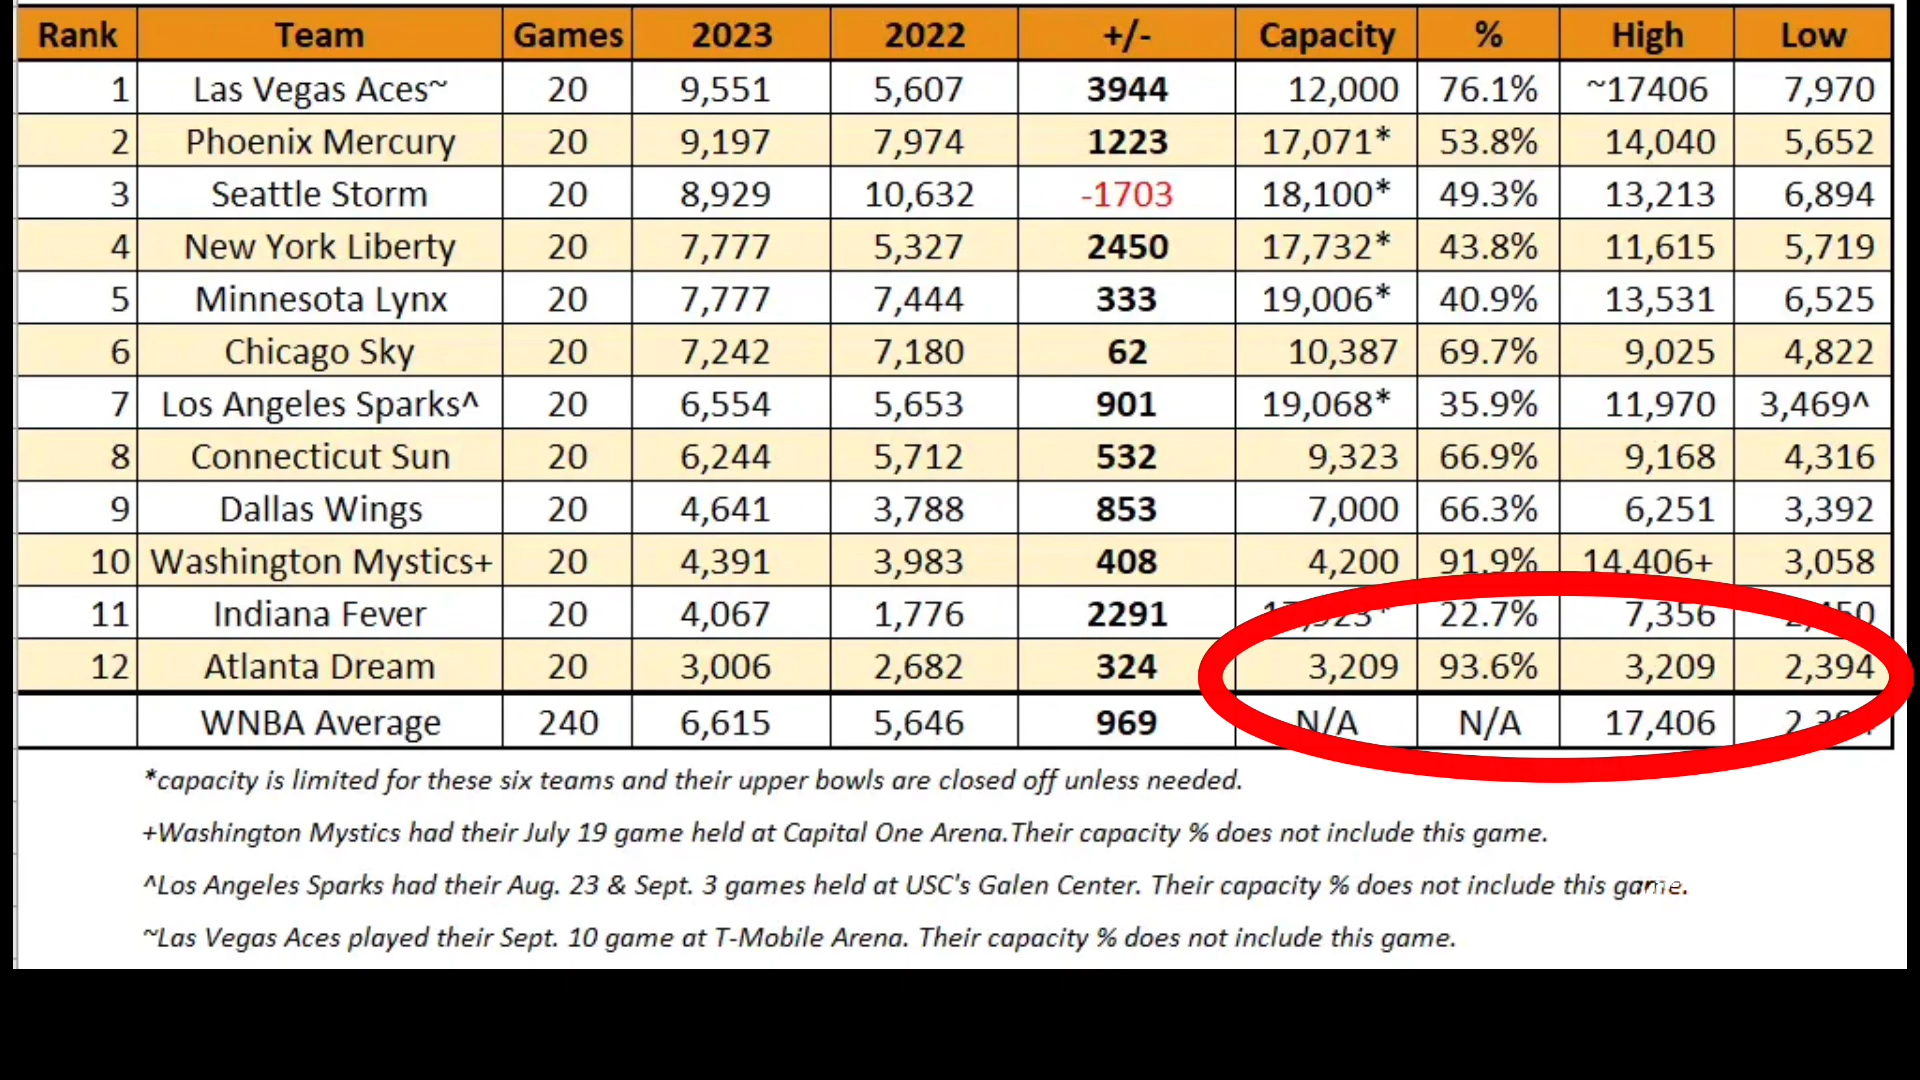 Rank Team Games 2023 2022 +/- Capacity % High Low
1 Las Vegas Aces~ 20 9,551 5,607 3944 12,000 76.1% ~17406 7,970
2 Phoenix Mercury 20 9,197 7,974 1223 17,071* 53.8% 14,040 5,652
3 Seattle Storm 20 8,929 10,632 -1703 18,100* 49.3% 13,213 6,894
4 New York Liberty 20 7,777 5,327 2450 17,732* 43.8% 11,615 5,719
5 Minnesota Lynx 20 7,777 7,444 333 19,006* 40.9% 13,531 6,525
6 Chicago Sky 20 7,242 7,180 62 10,387 69.7% 9,025 4,822
7 Los Angeles Sparks^ 20 6,554 5,653 901 19,068* 35.9% 11,970 3,469^
8 Connecticut Sun 20 6,244 5,712 532 9,323 66.9% 9,168 4,316
9 Dallas Wings 20 4,641 3,788 853 7,000 66.3% 6,251 3,392
10 Washington Mystics+ 20 4,391 3,983 408 4,200 91.9% 14,406+ 3,058
11 Indiana Fever 20 4,067 1,776 2291 22.7% 7,356
12 Atlanta Dream 20 3,006 2,682 324 3,209 93.6% 3,209 2,394
WNBA Average 240 6,615 5,646 969 N/A N/A 17,406
*capacity is limited for these six teams and their upper bowls are closed off unless needed.
+Washington Mystics had their July 19 game held at Capital One Arena.Their capacity % does not include this game.
^Los Angeles Sparks had their Aug. 23 & Sept. 3 games held at USC's Galen Center. Their capacity % does not include this game.
~Las Vegas Aces played their Sept. 10 game at T-Mobile Arena. Their capacity % does not include this game.